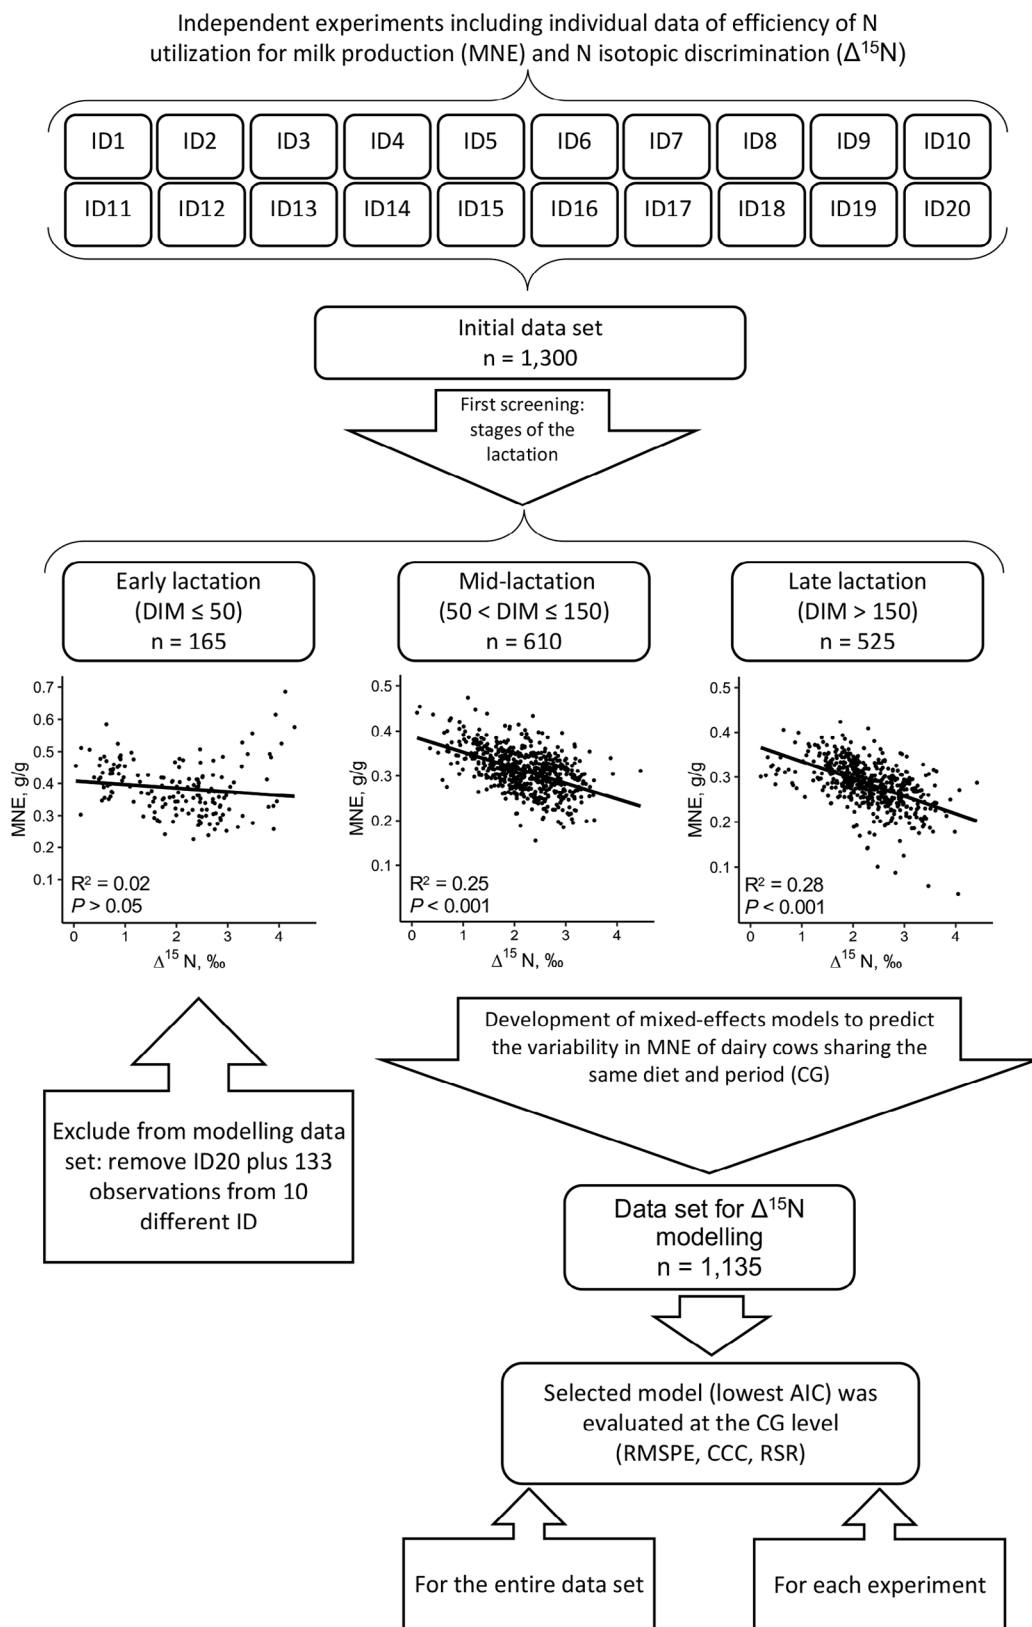 Independent experiments including individual data of efficiency of N
utilization for milk production (MNE) and N isotopic discrimination (Δ¹⁵N)
ID1 ID2 ID3 ID4 ID5 ID6 ID7 ID8 ID9 ID10
ID11 ID12 ID13 ID14 ID15 ID16 ID17 ID18 ID19 ID20
Initial data set
n = 1,300
First screening:
stages of the
lactation
Early lactation
(DIM ≤ 50)
n = 165
Mid-lactation
(50 < DIM ≤ 150)
n = 610
Late lactation
(DIM > 150)
n = 525
MNE, g/g
0.7
0.6
0.5
0.4
0.3
0.2
0.1
R² = 0.02
P > 0.05
0 1 2 3 4
Δ¹⁵ N, ‰
MNE, g/g
0.5
0.4
0.3
0.2
0.1
R² = 0.25
P < 0.001
0 1 2 3 4
Δ¹⁵ N, ‰
MNE, g/g
0.5
0.4
0.3
0.2
0.1
R² = 0.28
P < 0.001
0 1 2 3 4
Δ¹⁵ N, ‰
Exclude from modelling data
set: remove ID20 plus 133
observations from 10
different ID
Development of mixed-effects models to predict
the variability in MNE of dairy cows sharing the
same diet and period (CG)
Data set for Δ¹⁵N
modelling
n = 1,135
Selected model (lowest AIC) was
evaluated at the CG level
(RMSPE, CCC, RSR)
For the entire data set
For each experiment